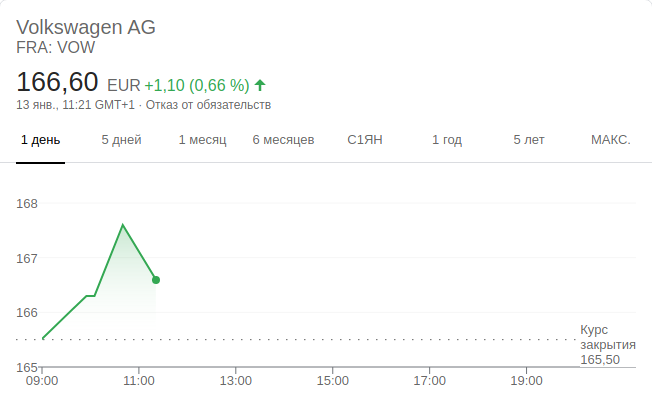 Volkswagen AG
FRA: VOW
166,60 EUR +1,10 (0,66 %)
13 янв., 11:21 GMT+1 · Отказ от обязательств
1 день 5 дней 1 месяц 6 месяцев С1ЯН 1 год 5 лет МАКС.
168
167
166
165
Курс
закрытия
165,50
09:00 11:00 13:00 15:00 17:00 19:00